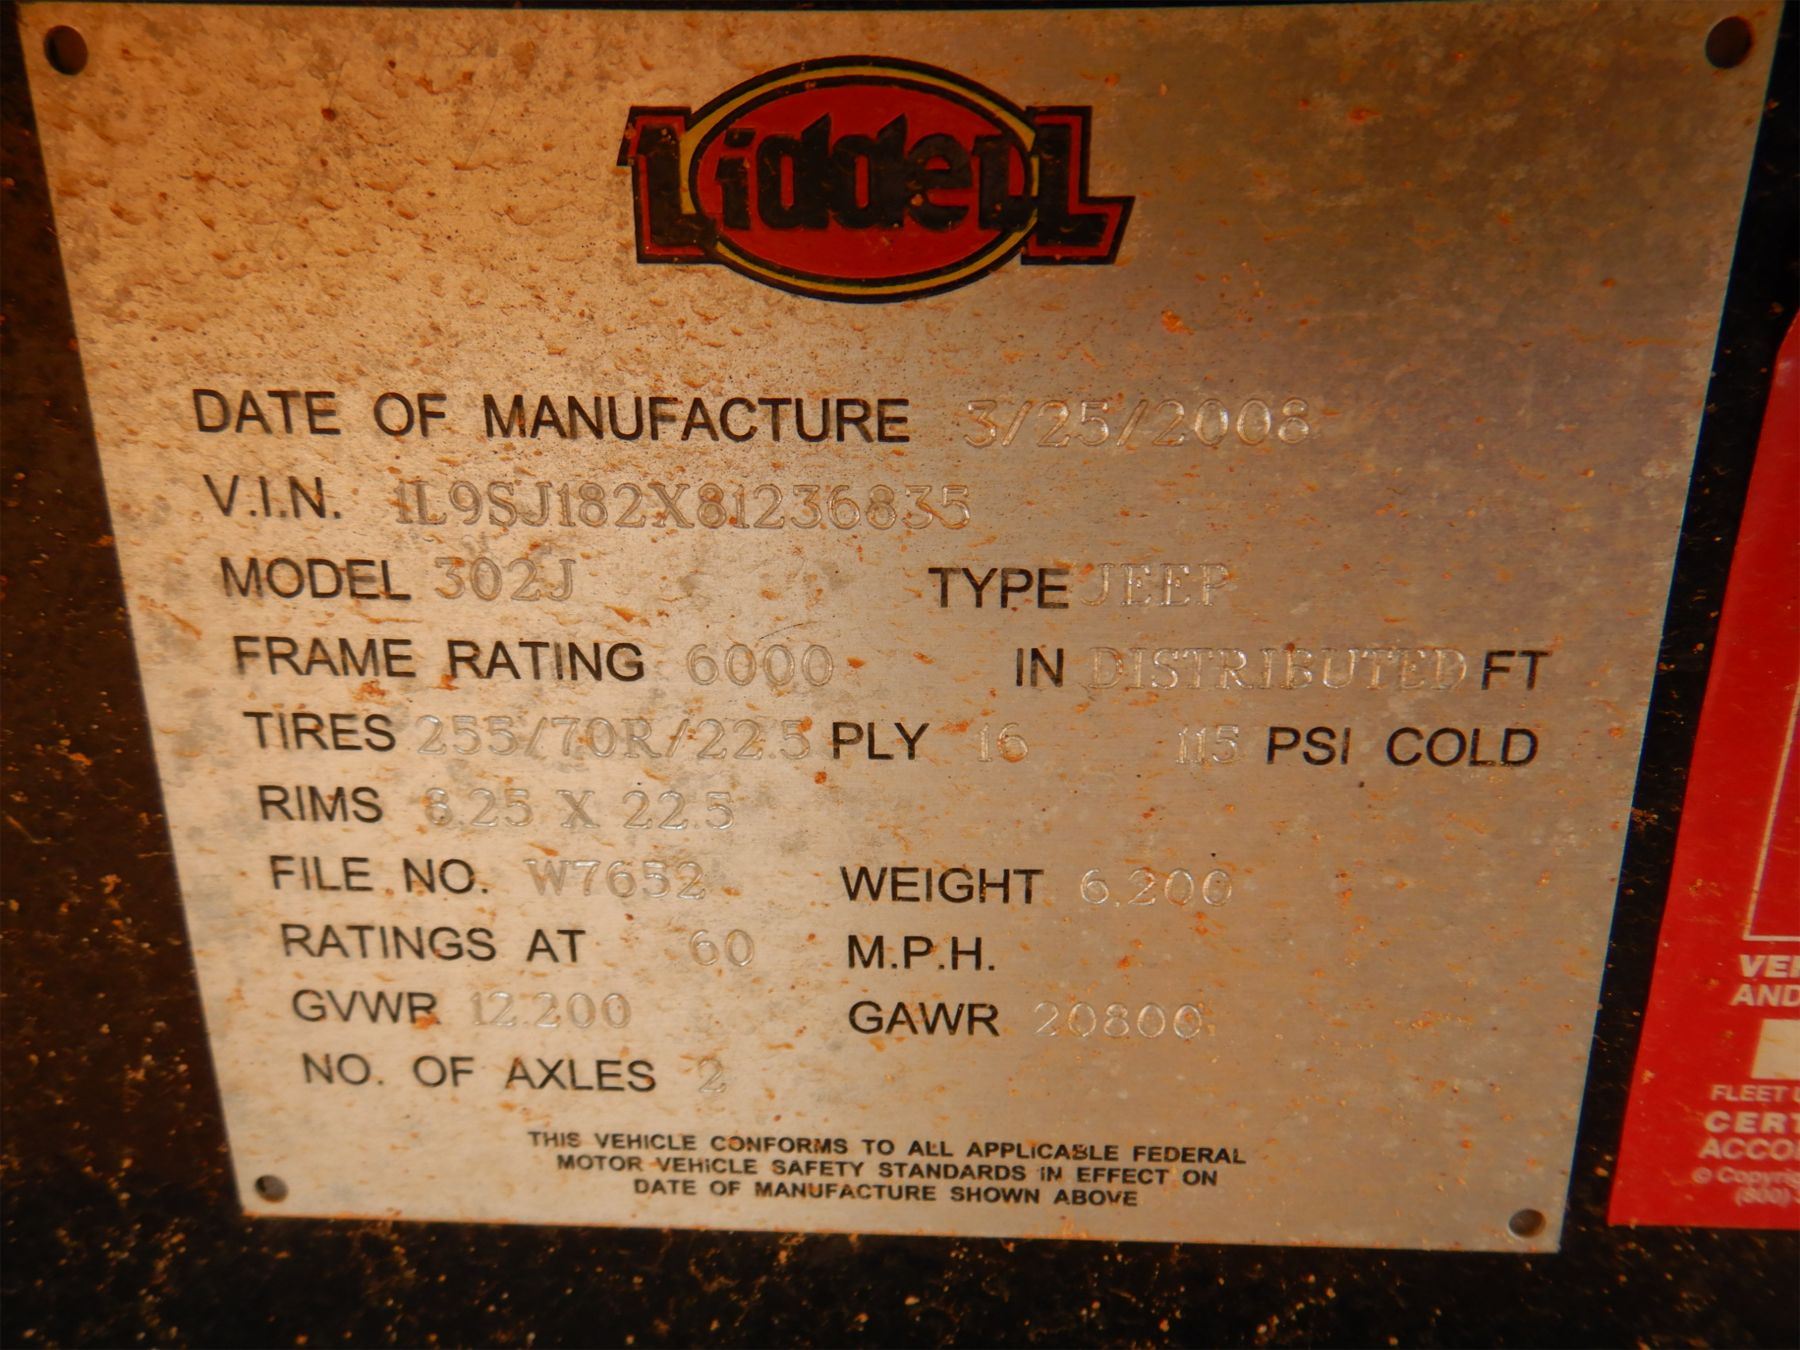 Liddell
DATE OF MANUFACTURE 3/25/2008
V.I.N. 1L9SJ182X81236835
MODEL 302J TYPE JEEP
FRAME RATING 6000 IN DISTRIBUTED FT
TIRES 255/70R/22.5 PLY 16 115 PSI COLD
RIMS 8.25 X 22.5
FILE NO. W7652 WEIGHT 6,200
RATINGS AT 60 M.P.H.
GVWR 12.200 GAWR 20800
NO. OF AXLES 2
THIS VEHICLE CONFORMS TO ALL APPLICABLE FEDERAL
MOTOR VEHICLE SAFETY STANDARDS IN EFFECT ON
DATE OF MANUFACTURE SHOWN ABOVE
AND
FLEET
(800)